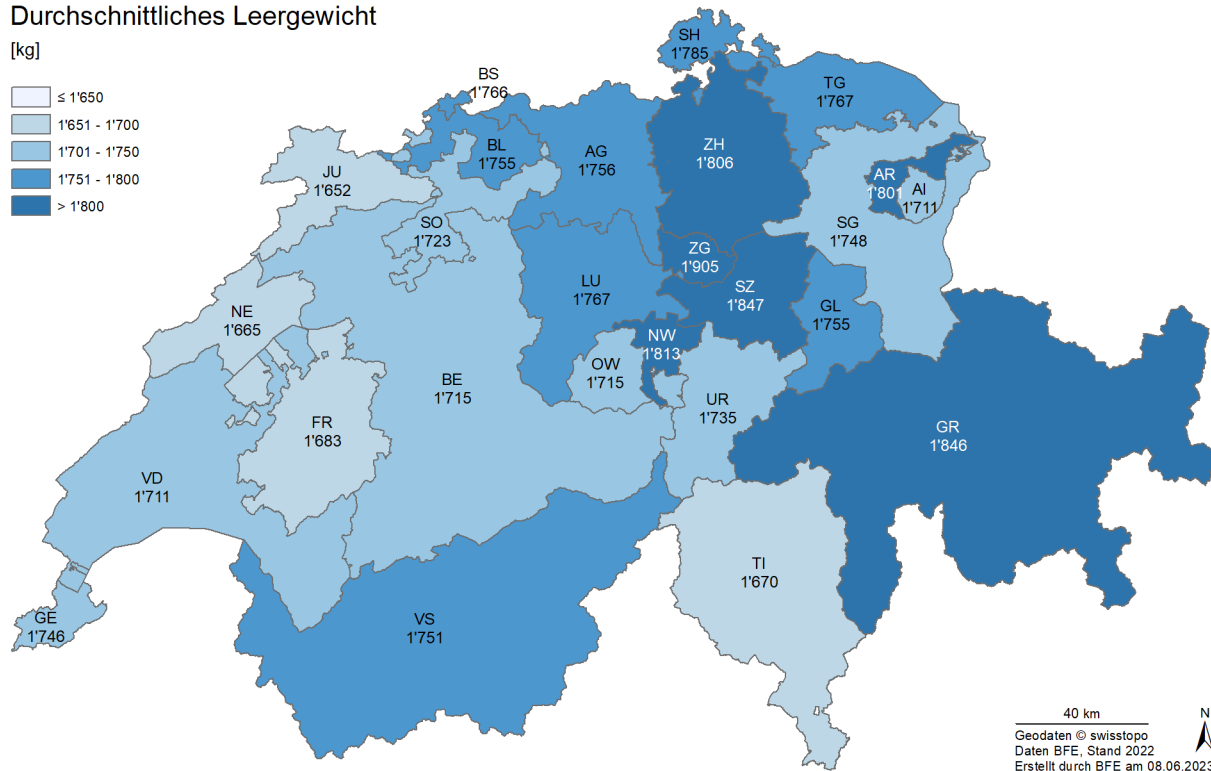 Durchschnittliches Leergewicht
[kg]
≤ 1'650
1'651 - 1'700
1'701 - 1'750
1'751 - 1'800
> 1'800
SH
1'785
BS
1'766
TG
1'767
BL
1'755
AG
1'756
ZH
1'806
JU
1'652
AR
1'801
AI
1'711
SO
1'723
SG
1'748
ZG
1'905
LU
1'767
SZ
1'847
NE
1'665
GL
1'755
NW
1'813
OW
1'715
BE
1'715
UR
1'735
FR
1'683
GR
1'846
VD
1'711
TI
1'670
GE
1'746
VS
1'751
40 km
N
Geodaten © swisstopo
Daten BFE, Stand 2022
Erstellt durch BFE am 08.06.2023